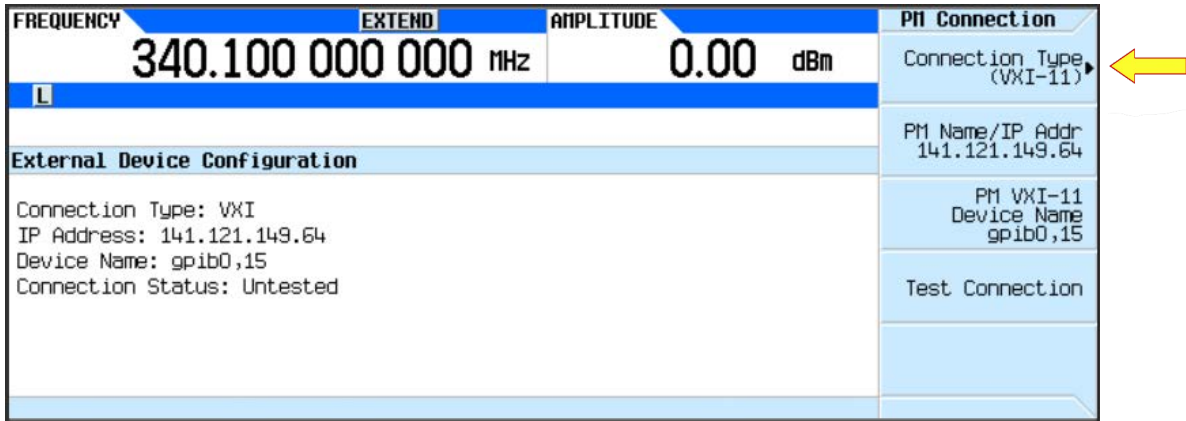 FREQUENCY EXTEND AMPLITUDE
340.100 000 000 MHz 0.00 dBm
L
External Device Configuration
Connection Type: VXI
IP Address: 141.121.149.64
Device Name: gpib0,15
Connection Status: Untested
PM Connection
Connection Type
(VXI-11)
PM Name/IP Addr
141.121.149.64
PM VXI-11
Device Name
gpib0,15
Test Connection